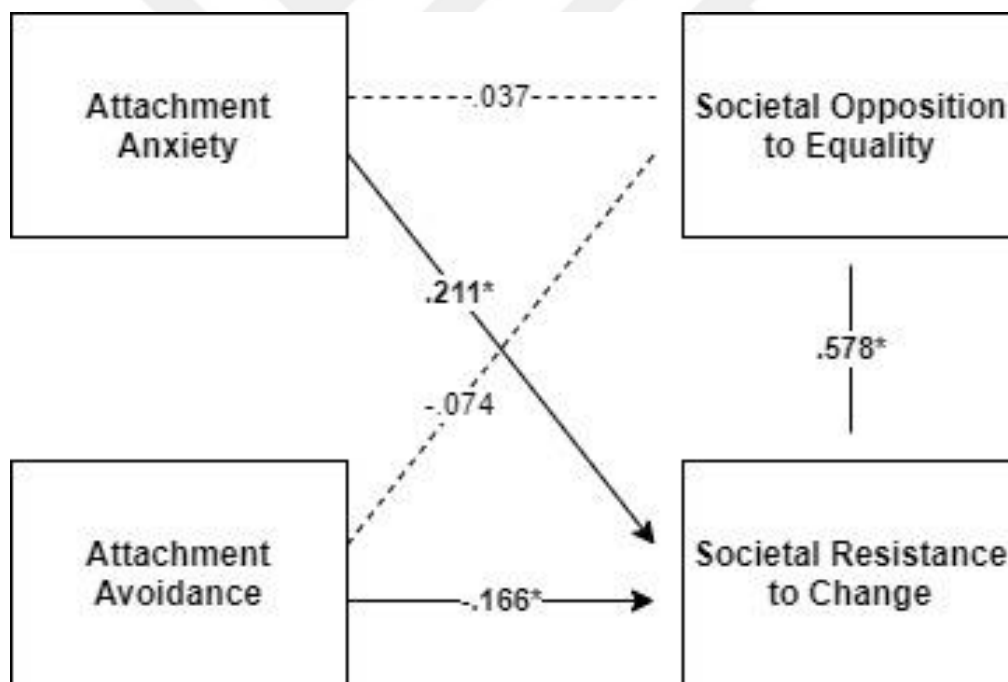 Attachment
Anxiety
.037
Societal Opposition
to Equality
.211*
.578*
-.074
Attachment
Avoidance
-.166*
Societal Resistance
to Change